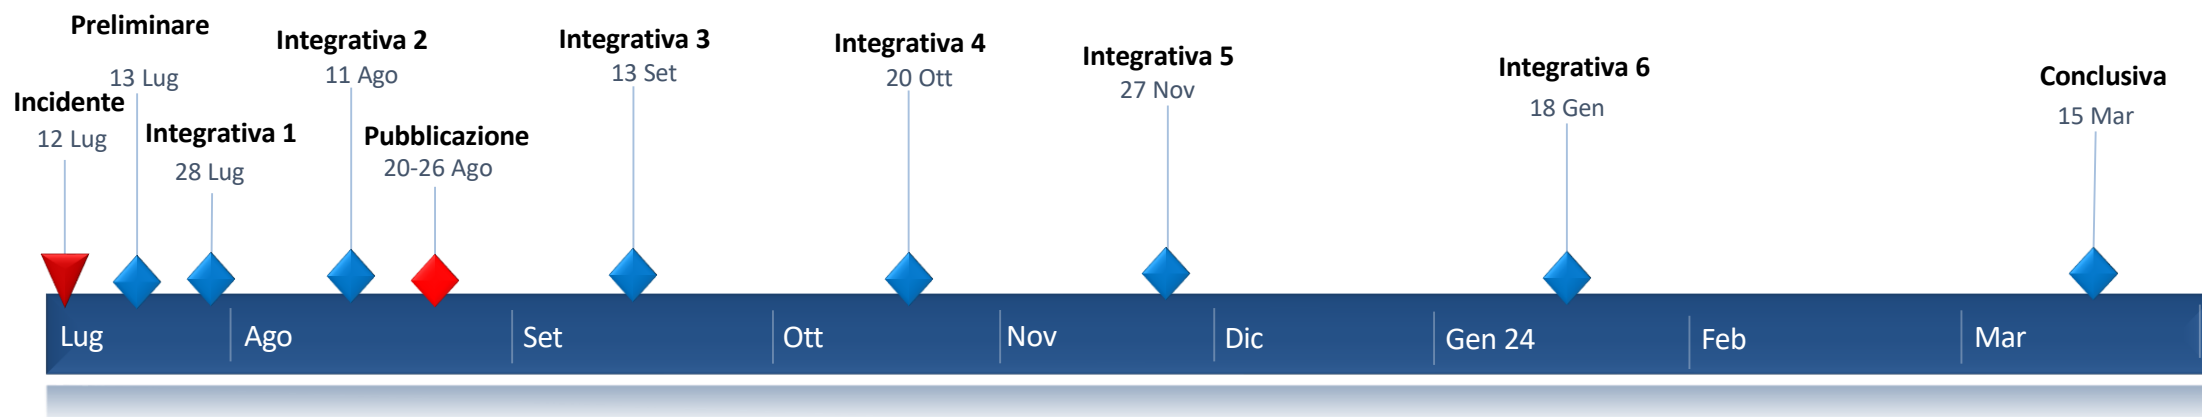 Preliminare
13 Lug
Incidente
12 Lug
Integrativa 1
28 Lug
Integrativa 2
11 Ago
Pubblicazione
20-26 Ago
Integrativa 3
13 Set
Integrativa 4
20 Ott
Integrativa 5
27 Nov
Integrativa 6
18 Gen
Conclusiva
15 Mar
Lug
Ago
Set
Ott
Nov
Dic
Gen 24
Feb
Mar